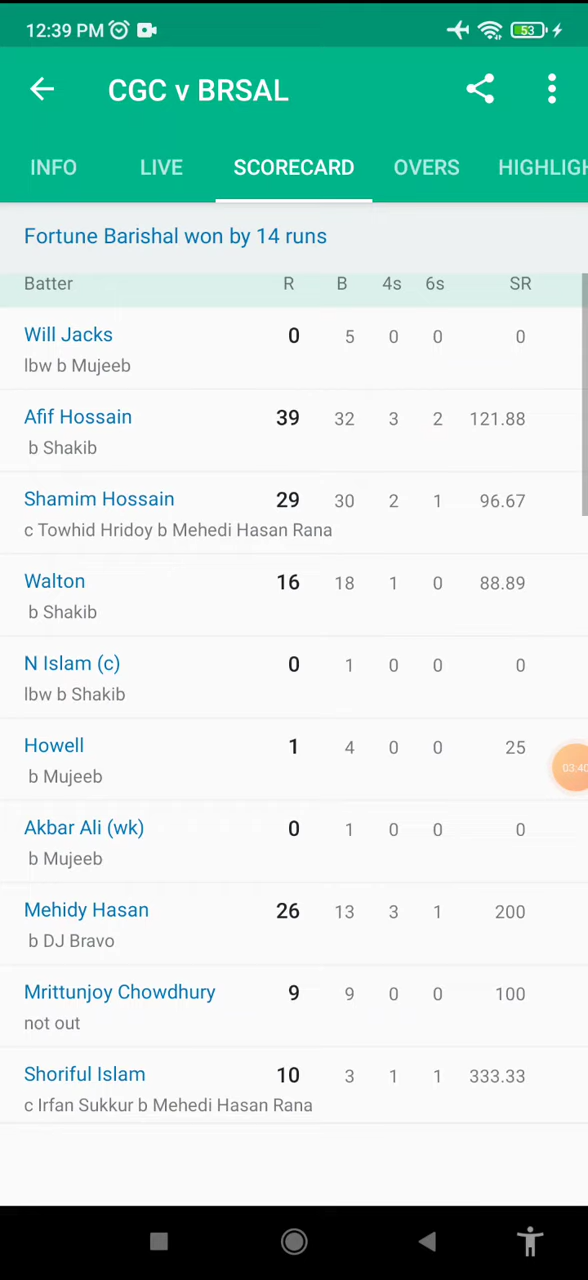 12:39 PM 53
CGC v BRSAL
INFO LIVE SCORECARD OVERS HIGHLIGH
Fortune Barishal won by 14 runs
Batter R B 4s 6s SR
Will Jacks 0 5 0 0 0
lbw b Mujeeb
Afif Hossain 39 32 3 2 121.88
b Shakib
Shamim Hossain 29 30 2 1 96.67
c Towhid Hridoy b Mehedi Hasan Rana
Walton 16 18 1 0 88.89
b Shakib
N Islam (c) 0 1 0 0 0
lbw b Shakib
Howell 1 4 0 0 25
b Mujeeb
03:40
Akbar Ali (wk) 0 1 0 0 0
b Mujeeb
Mehidy Hasan 26 13 3 1 200
b DJ Bravo
Mrittunjoy Chowdhury 9 9 0 0 100
not out
Shoriful Islam 10 3 1 1 333.33
c Irfan Sukkur b Mehedi Hasan Rana